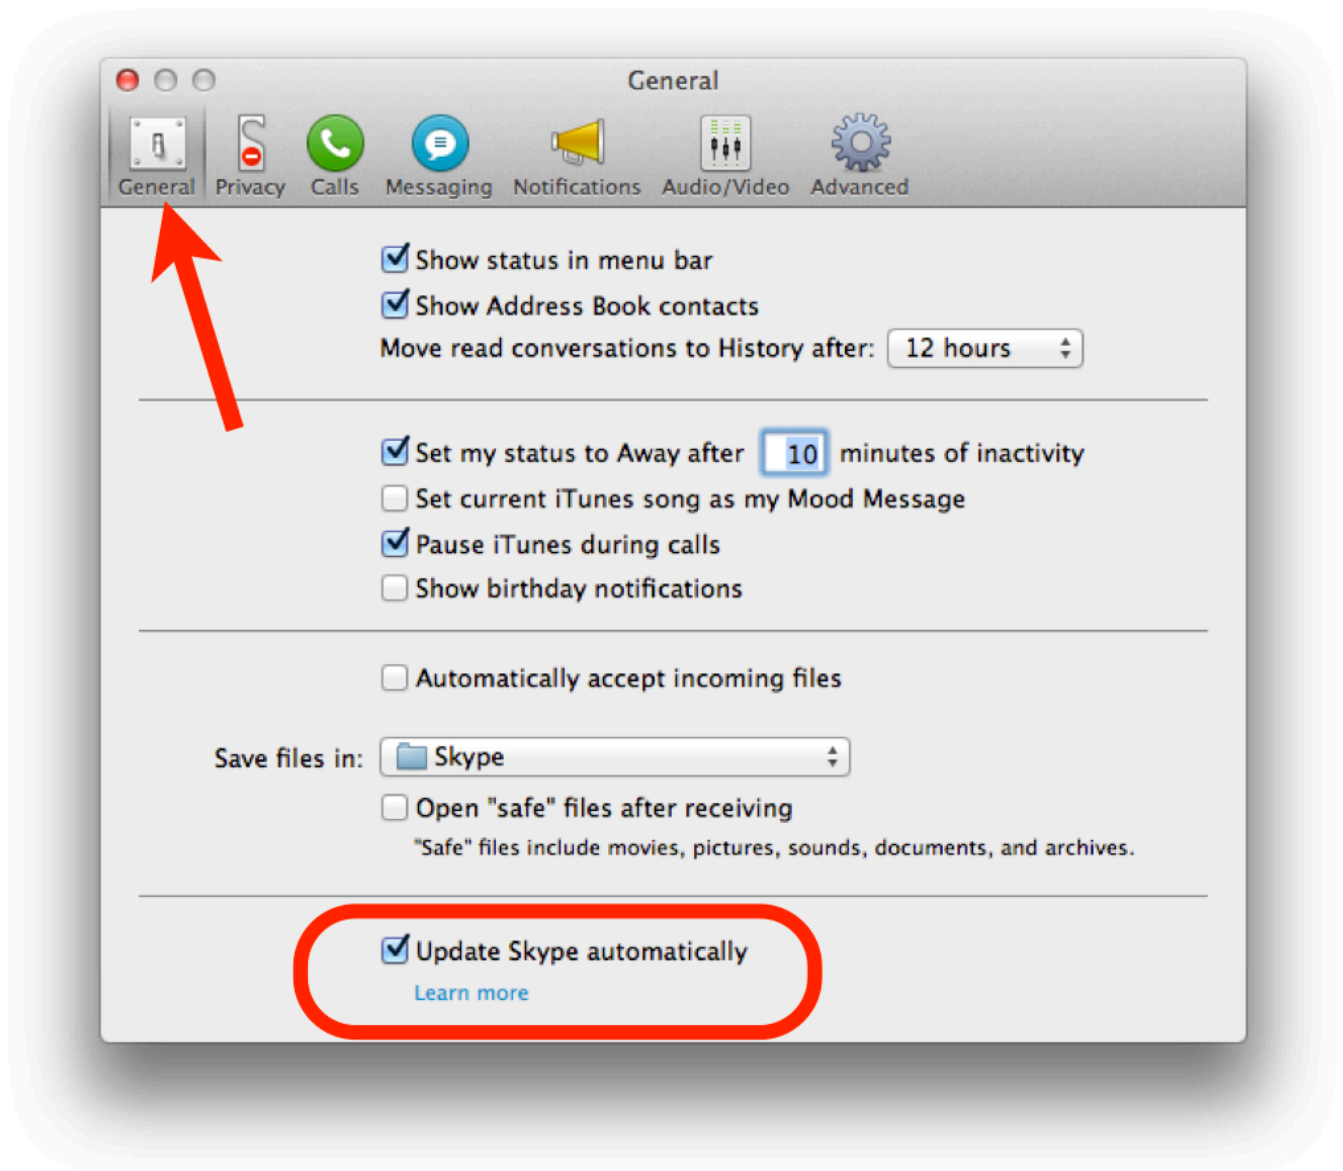 General
General Privacy Calls Messaging Notifications Audio/Video Advanced
Show status in menu bar
Show Address Book contacts
Move read conversations to History after: 12 hours
Set my status to Away after 10 minutes of inactivity
Set current iTunes song as my Mood Message
Pause iTunes during calls
Show birthday notifications
Automatically accept incoming files
Save files in: Skype
Open "safe" files after receiving
"Safe" files include movies, pictures, sounds, documents, and archives.
Update Skype automatically
Learn more